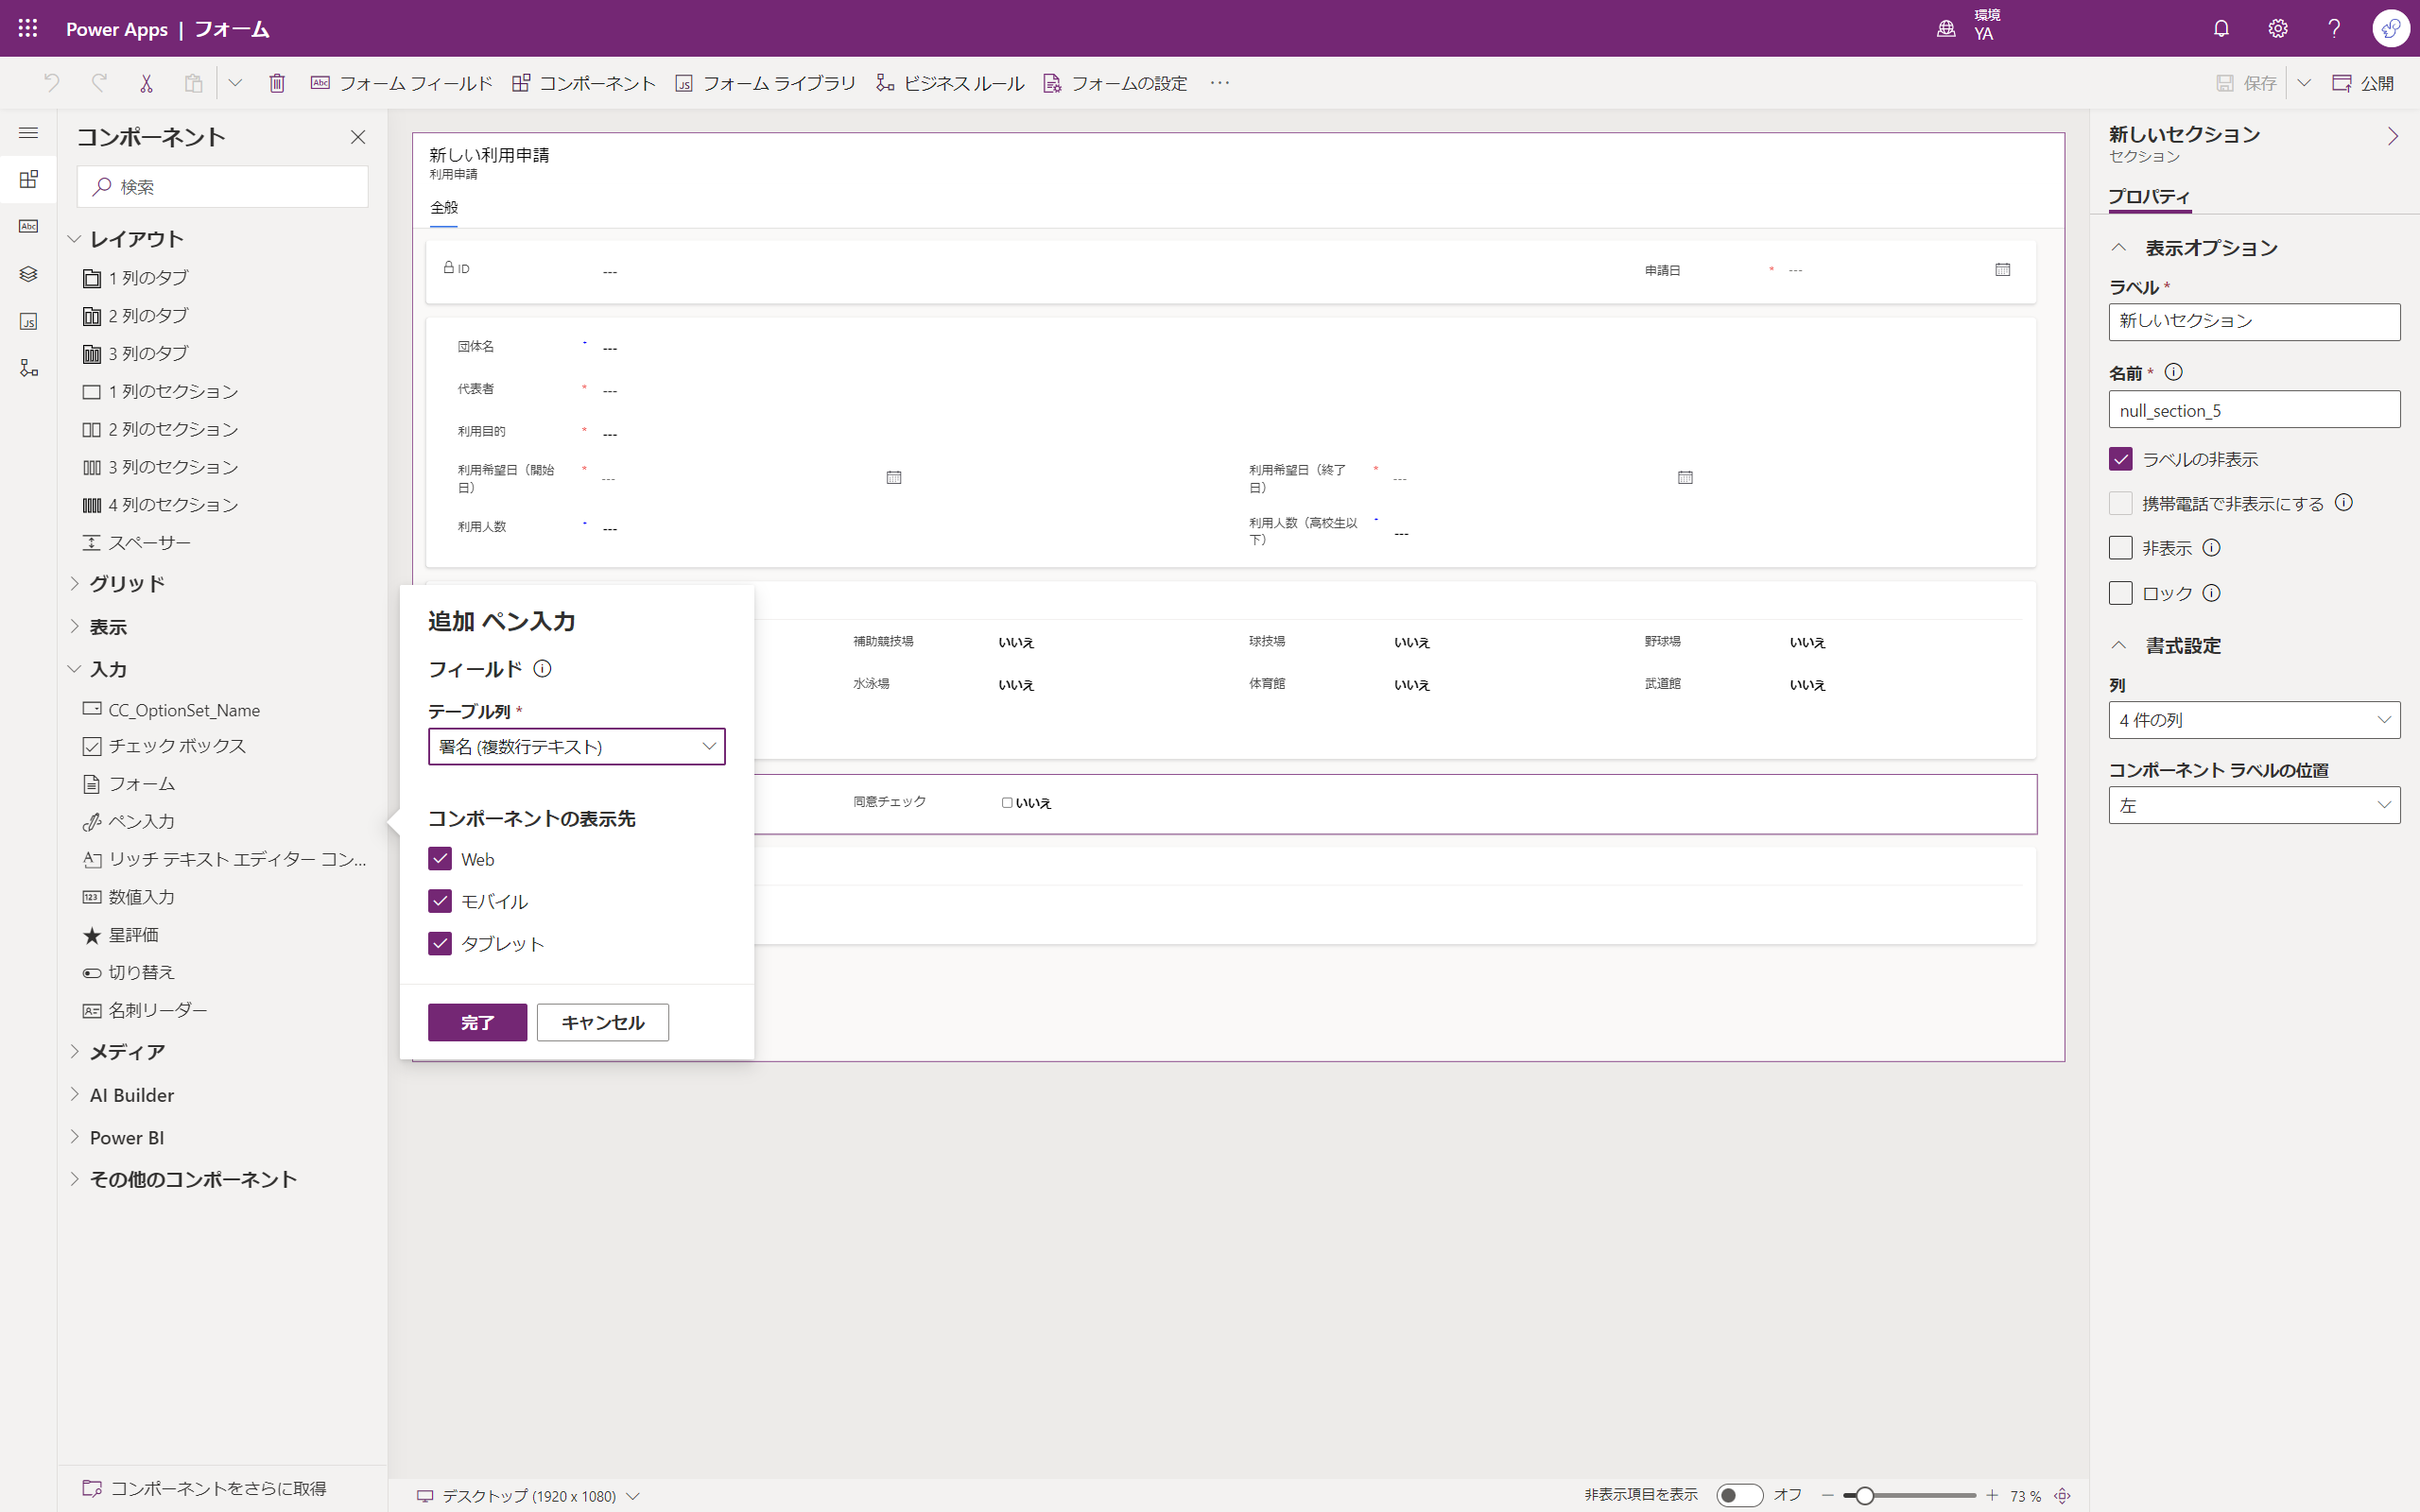 Power Apps | フォーム
環境
YA
フォーム フィールド
コンポーネント
フォーム ライブラリ
ビジネス ルール
フォームの設定
保存
公開
コンポーネント
検索
レイアウト
1 列のタブ
2 列のタブ
3 列のタブ
1 列のセクション
2 列のセクション
3 列のセクション
4 列のセクション
スペーサー
グリッド
表示
入力
CC_OptionSet_Name
チェック ボックス
フォーム
ペン入力
リッチ テキスト エディター コン...
数値入力
星評価
切り替え
名刺リーダー
メディア
AI Builder
Power BI
その他のコンポーネント
コンポーネントをさらに取得
新しい利用申請
利用申請
全般
ID
---
申請日 * ---
団体名 ---
代表者 * ---
利用目的 * ---
利用希望日（開始
日） * ---
利用希望日（終了
日） * ---
利用人数 ---
利用人数（高校生以
下） ---
補助競技場 いいえ
球技場 いいえ
野球場 いいえ
水泳場 いいえ
体育館 いいえ
武道館 いいえ
同意チェック いいえ
追加 ペン入力
フィールド
テーブル列 *
署名 (複数行テキスト)
コンポーネントの表示先
Web
モバイル
タブレット
完了
キャンセル
新しいセクション
セクション
プロパティ
表示オプション
ラベル *
新しいセクション
名前 *
null_section_5
ラベルの非表示
携帯電話で非表示にする
非表示
ロック
書式設定
列
4 件の列
コンポーネント ラベルの位置
左
デスクトップ (1920 x 1080)
非表示項目を表示
オフ
73 %